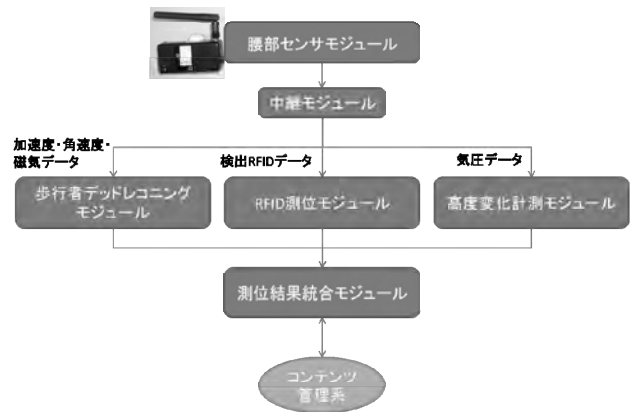 腰部センサモジュール
中継モジュール
加速度・角速度・
磁気データ
検出RFIDデータ
気圧データ
歩行者デッドレコニング
モジュール
RFID測位モジュール
高度変化計測モジュール
測位結果統合モジュール
コンテンツ
管理系